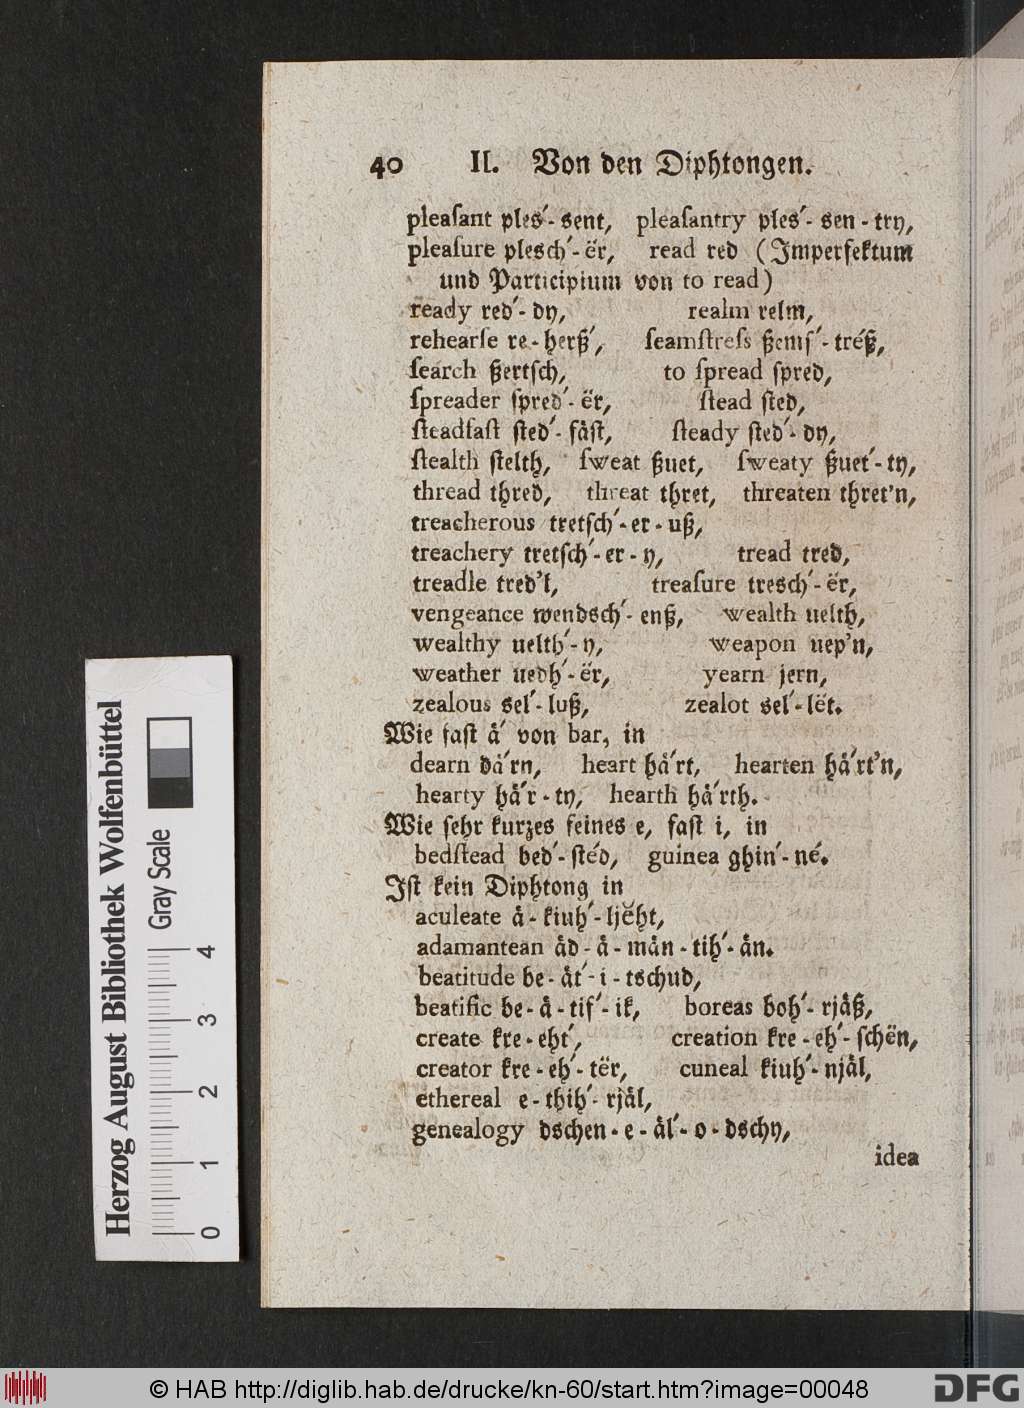 40 II. Von den Diphtongen.
pleaſant ples´-sent, pleaſantry ples´-sen-try,
pleaſure plesch´-ër, read red (Imperfektum
und Participium von to read)
ready red´-dy, realm relm,
rehearſe re-herß´, ſeamſtreſs ßemſ´-tréß,
ſearch ßertſch, to ſpread ſpred,
ſpreader ſpred´-ër, ſtead ſted,
ſteadfaſt ſted´-fåſt, ſteady ſted´-dy,
ſtealth ſtelth, ſweat ßuet, ſweaty ßuet´-ty,
thread thred, threat thret, threaten thret'n,
treacherous tretſch´-er-uß,
treachery tretſch´-er-y, tread tred,
treadle tred'l, treaſure tresch´-ër,
vengeance wendsch´-enß, wealth uelth,
wealthy uelth´-y, weapon uep'n,
weather uedh´-ër, yearn jern,
zealous sel´-luß, zealot sel´-lët.
Wie faſt å´ von bar, in
dearn då´rn, heart hå´rt, hearten hå´rt'n,
hearty hå´r-ty, hearth hå´rth.
Wie ſehr kurzes feines e, faſt i, in
bedſtead bed´-ſtéd, guinea ghin´-né.
Iſt kein Diphtong in
aculeate å-kiuh´-ljĕht,
adamantean åd-å-mån-tih´-ån.
beatitude be-åt´-i-tschud,
beatific be-å-tif´-ik, boreas boh´-rjåß,
create kre-eht´, creation kre-eh´-ſchën,
creator kre-eh´-tër, cuneal kiuh´-njål,
ethereal e-thih´-rjål,
genealogy dschen-e-ål´-o-dschy,
idea
Herzog August Bibliothek Wolfenbüttel
Gray Scale
0 1 2 3 4
© HAB http://diglib.hab.de/drucke/kn-60/start.htm?image=00048
DFG